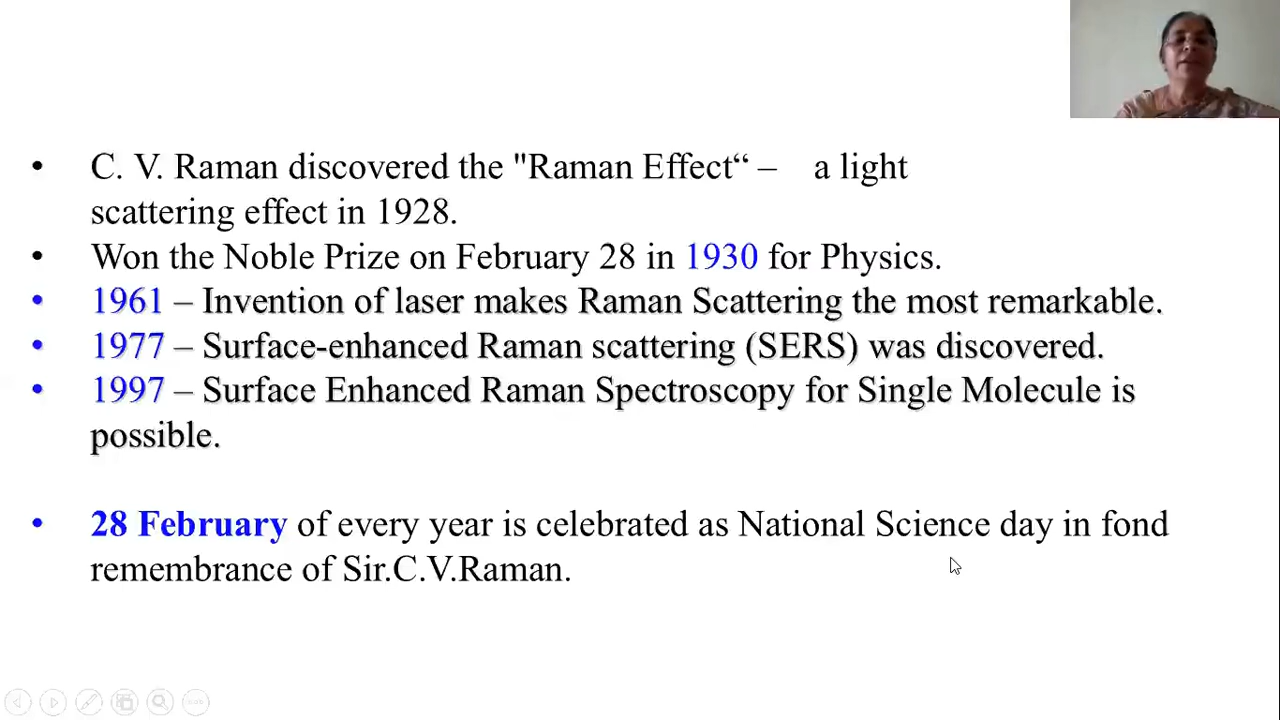 • C. V. Raman discovered the "Raman Effect“ – a light
scattering effect in 1928.
• Won the Noble Prize on February 28 in 1930 for Physics.
• 1961 – Invention of laser makes Raman Scattering the most remarkable.
• 1977 – Surface-enhanced Raman scattering (SERS) was discovered.
• 1997 – Surface Enhanced Raman Spectroscopy for Single Molecule is
possible.
• 28 February of every year is celebrated as National Science day in fond
remembrance of Sir.C.V.Raman.